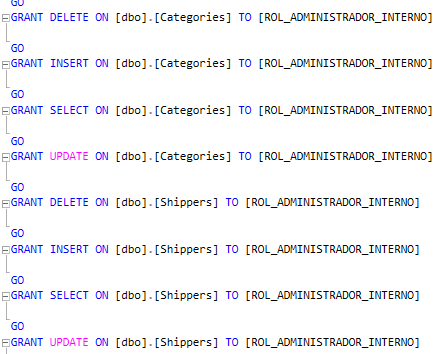 GO
GRANT DELETE ON [dbo].[Categories] TO [ROL_ADMINISTRADOR_INTERNO]
GO
GRANT INSERT ON [dbo].[Categories] TO [ROL_ADMINISTRADOR_INTERNO]
GO
GRANT SELECT ON [dbo].[Categories] TO [ROL_ADMINISTRADOR_INTERNO]
GO
GRANT UPDATE ON [dbo].[Categories] TO [ROL_ADMINISTRADOR_INTERNO]
GO
GRANT DELETE ON [dbo].[Shippers] TO [ROL_ADMINISTRADOR_INTERNO]
GO
GRANT INSERT ON [dbo].[Shippers] TO [ROL_ADMINISTRADOR_INTERNO]
GO
GRANT SELECT ON [dbo].[Shippers] TO [ROL_ADMINISTRADOR_INTERNO]
GO
GRANT UPDATE ON [dbo].[Shippers] TO [ROL_ADMINISTRADOR_INTERNO]